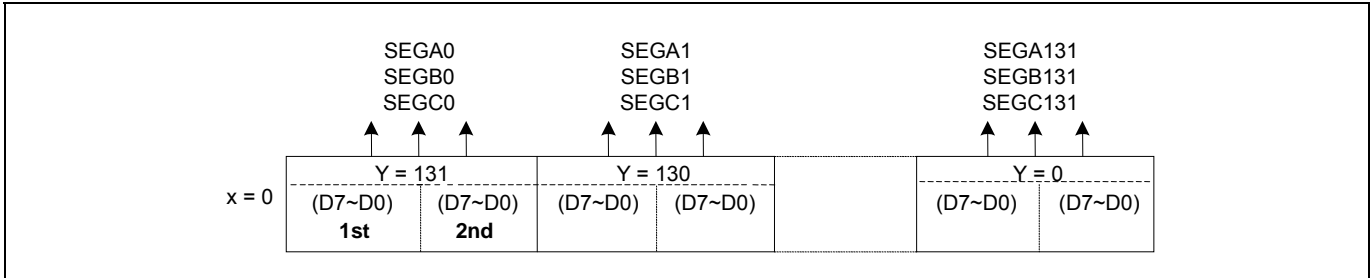 SEGA0 SEGA1 SEGA131
SEGB0 SEGB1 SEGB131
SEGC0 SEGC1 SEGC131
Y = 131 Y = 130 Y = 0
x = 0
(D7~D0) (D7~D0) (D7~D0) (D7~D0) (D7~D0) (D7~D0)
1st 2nd